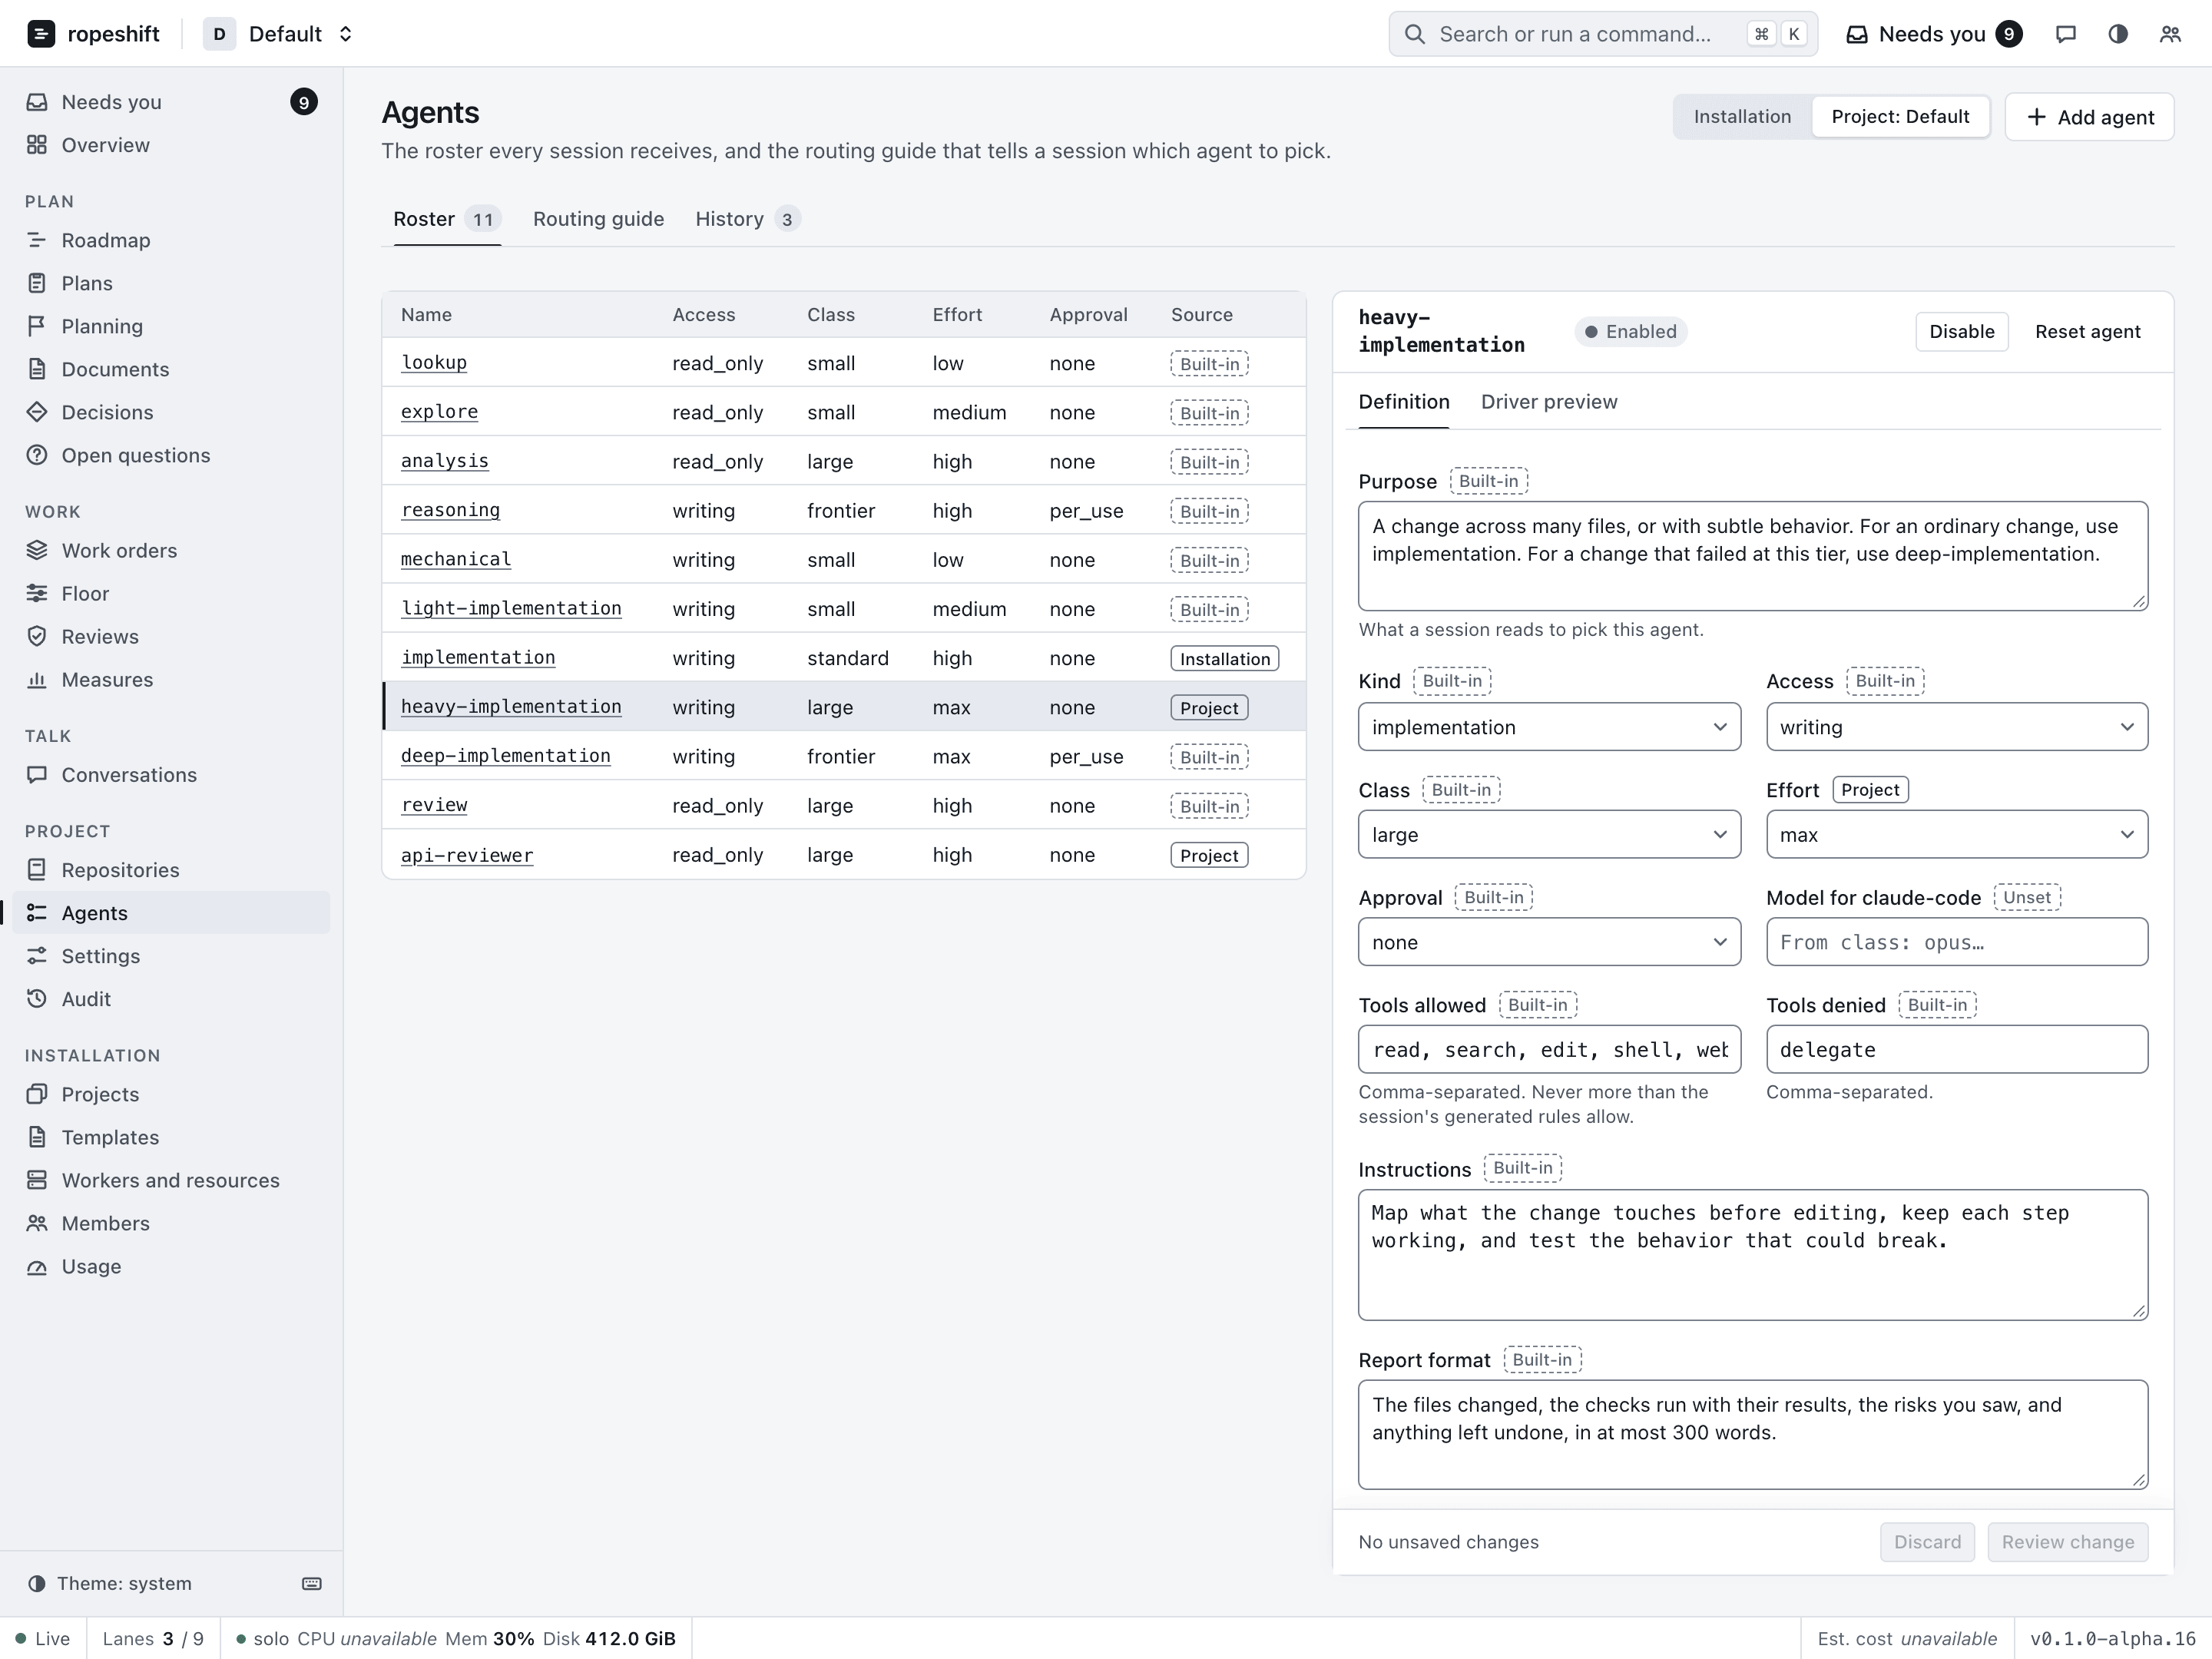 ropeshift
D Default
Search or run a command... ⌘ K
Needs you 9
Needs you 9
Overview
PLAN
Roadmap
Plans
Planning
Documents
Decisions
Open questions
WORK
Work orders
Floor
Reviews
Measures
TALK
Conversations
PROJECT
Repositories
Agents
Settings
Audit
INSTALLATION
Projects
Templates
Workers and resources
Members
Usage
Theme: system
Agents
The roster every session receives, and the routing guide that tells a session which agent to pick.
Installation Project: Default + Add agent
Roster 11 Routing guide History 3
Name Access Class Effort Approval Source
lookup read_only small low none Built-in
explore read_only small medium none Built-in
analysis read_only large high none Built-in
reasoning writing frontier high per_use Built-in
mechanical writing small low none Built-in
light-implementation writing small medium none Built-in
implementation writing standard high none Installation
heavy-implementation writing large max none Project
deep-implementation writing frontier max per_use Built-in
review read_only large high none Built-in
api-reviewer read_only large high none Project
heavy-
implementation
Enabled Disable Reset agent
Definition Driver preview
Purpose Built-in
A change across many files, or with subtle behavior. For an ordinary change, use
implementation. For a change that failed at this tier, use deep-implementation.
What a session reads to pick this agent.
Kind Built-in Access Built-in
implementation writing
Class Built-in Effort Project
large max
Approval Built-in Model for claude-code Unset
none From class: opus…
Tools allowed Built-in Tools denied Built-in
read, search, edit, shell, web delegate
Comma-separated. Never more than the
session's generated rules allow.
Comma-separated.
Instructions Built-in
Map what the change touches before editing, keep each step
working, and test the behavior that could break.
Report format Built-in
The files changed, the checks run with their results, the risks you saw, and
anything left undone, in at most 300 words.
No unsaved changes Discard Review change
Live Lanes 3 / 9 solo CPU unavailable Mem 30% Disk 412.0 GiB Est. cost unavailable v0.1.0-alpha.16